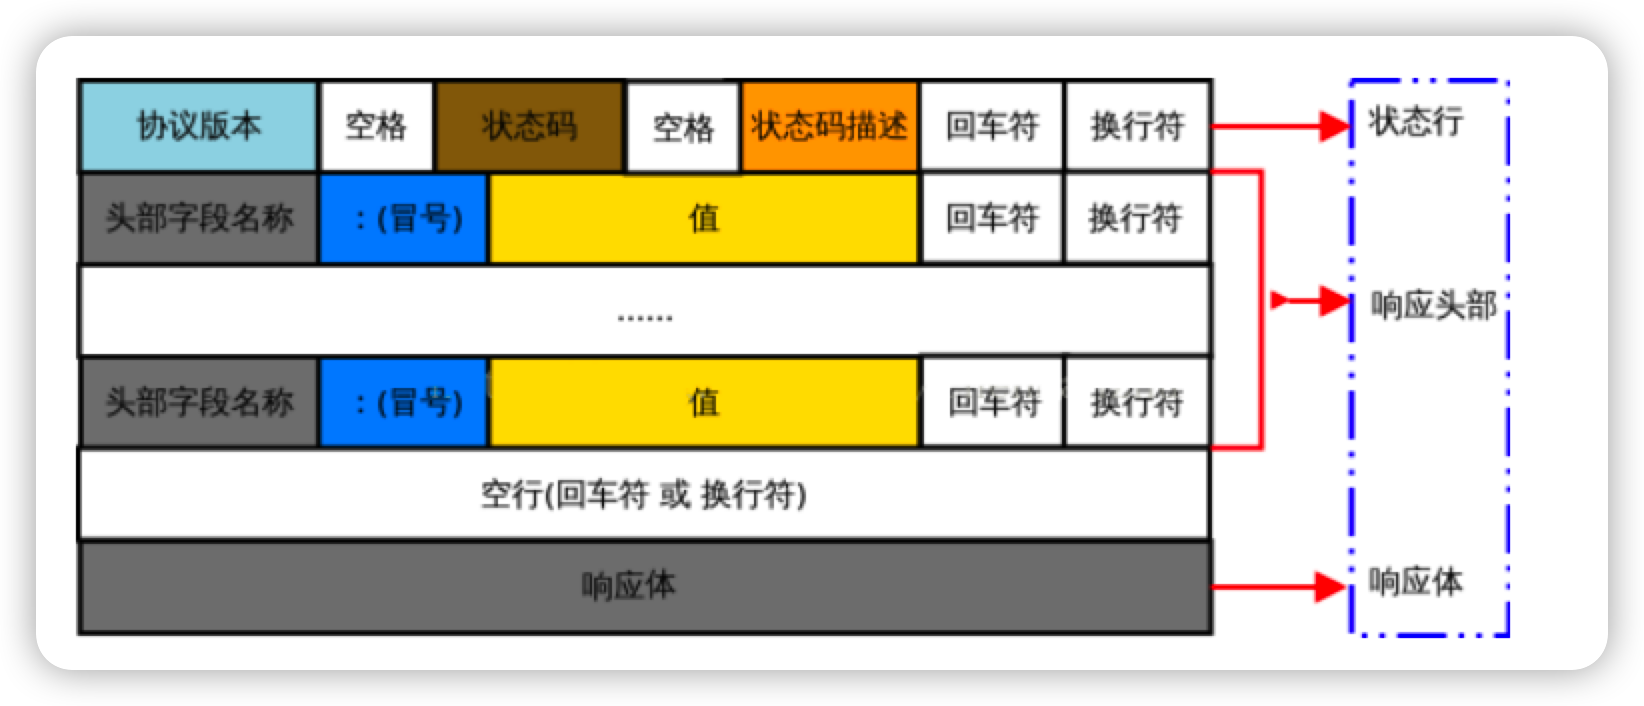 协议版本 空格 状态码 空格 状态码描述 回车符 换行符 状态行
头部字段名称 :(冒号) 值 回车符 换行符
...... 响应头部
头部字段名称 :(冒号) 值 回车符 换行符
空行(回车符 或 换行符)
响应体 响应体